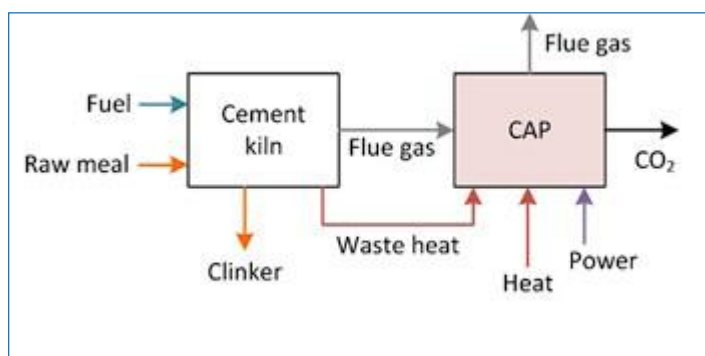 Flue gas
Fuel
Cement
kiln
CAP
Raw meal
Flue gas
CO₂
Waste heat
Clinker
Heat
Power